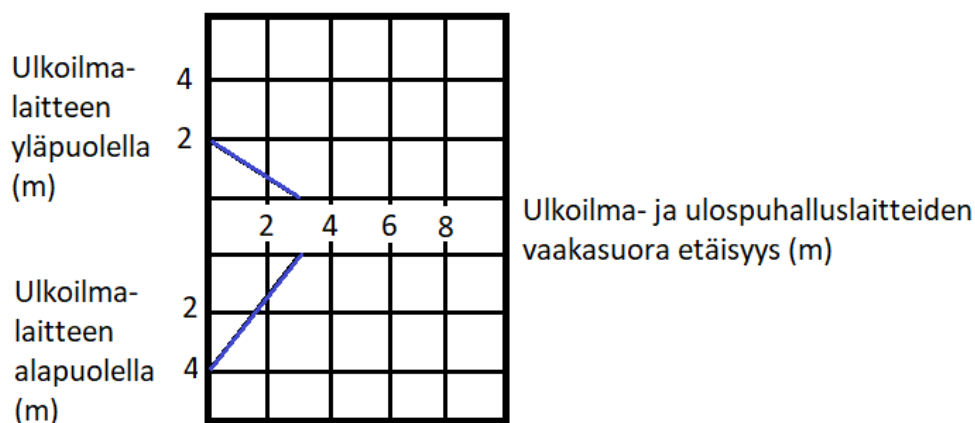 Ulkoilma-
laitteen
yläpuolella
(m)
4
2
2 4 6 8
Ulkoilma- ja ulospuhalluslaitteiden
vaakasuora etäisyys (m)
Ulkoilma-
laitteen
alapuolella
(m)
2
4